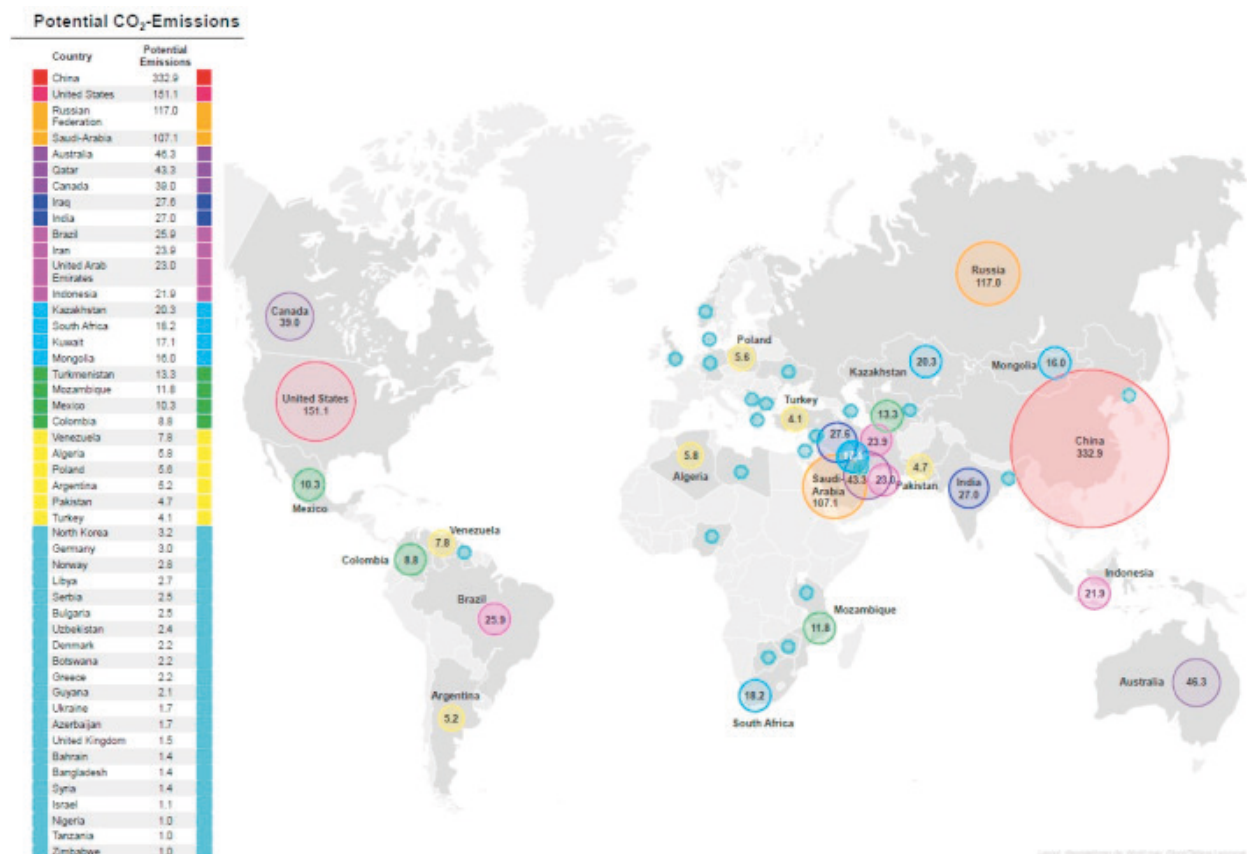 Potential CO₂-Emissions
Country Potential Emissions
China 332.9
United States 151.1
Russian Federation 117.0
Saudi-Arabia 107.1
Australia 46.3
Qatar 43.3
Canada 39.0
Iraq 27.6
India 27.0
Brazil 25.9
Iran 23.9
United Arab Emirates 23.0
Indonesia 21.9
Kazakhstan 20.3
South Africa 18.2
Kuwait 17.1
Mongolia 16.0
Turkmenistan 13.3
Mozambique 11.8
Mexico 10.3
Colombia 8.8
Venezuela 7.8
Algeria 5.8
Poland 5.6
Argentina 5.2
Pakistan 4.7
Turkey 4.1
North Korea 3.2
Germany 3.0
Norway 2.8
Libya 2.7
Serbia 2.5
Bulgaria 2.5
Uzbekistan 2.4
Denmark 2.2
Botswana 2.2
Greece 2.2
Guyana 2.1
Ukraine 1.7
Azerbaijan 1.7
United Kingdom 1.5
Bahrain 1.4
Bangladesh 1.4
Syria 1.4
Israel 1.1
Nigeria 1.0
Tanzania 1.0
Zimbabwe 1.0
Russia
117.0
Canada
39.0
Poland
5.6
Kazakhstan
20.3
Mongolia
16.0
United States
151.1
Turkey
4.1
13.3
27.6
23.9
China
332.9
5.8
Algeria
43.3
23.0
4.7
Pakistan
Saudi-
Arabia
107.1
India
27.0
10.3
Mexico
Venezuela
7.8
Colombia
8.8
Brazil
25.9
Indonesia
21.9
Mozambique
11.8
Argentina
5.2
18.2
South Africa
Australia
46.3